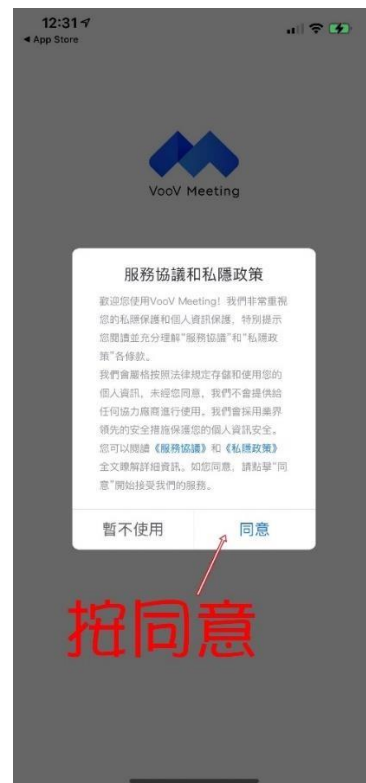 12:31
◀ App Store
VooV Meeting
服務協議和私隱政策
歡迎您使用VooV Meeting！我們非常重視
您的私隱保護和個人資訊保護，特別提示
您閱讀並充分理解“服務協議”和“私隱政
策”各條款。
我們會嚴格按照法律規定存儲和使用您的
個人資訊，未經您同意，我們不會提供給
任何協力廠商進行使用。我們會採用業界
領先的安全措施保護您的個人資訊安全。
您可以閱讀《服務協議》和《私隱政策》
全文瞭解詳細資訊。如您同意，請點擊“同
意”開始接受我們的服務。
暫不使用 同意
按同意